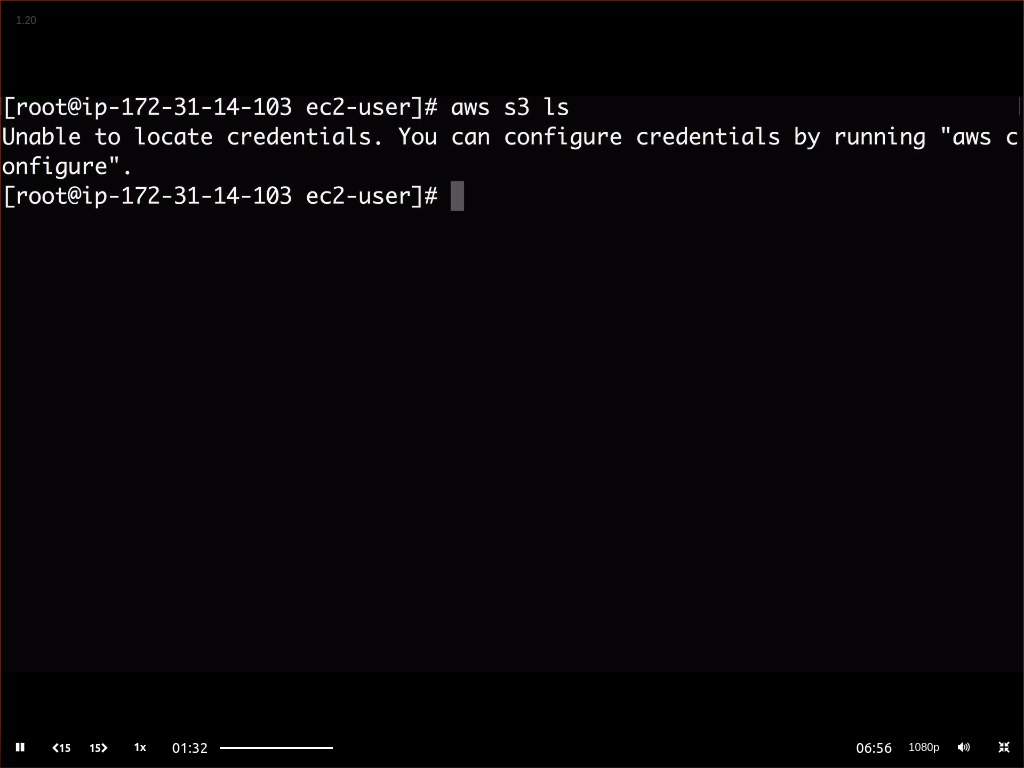 1.20
[root@ip-172-31-14-103 ec2-user]# aws s3 ls
Unable to locate credentials. You can configure credentials by running "aws c
onfigure".
[root@ip-172-31-14-103 ec2-user]#
15 15 1x 01:32 06:56 1080p